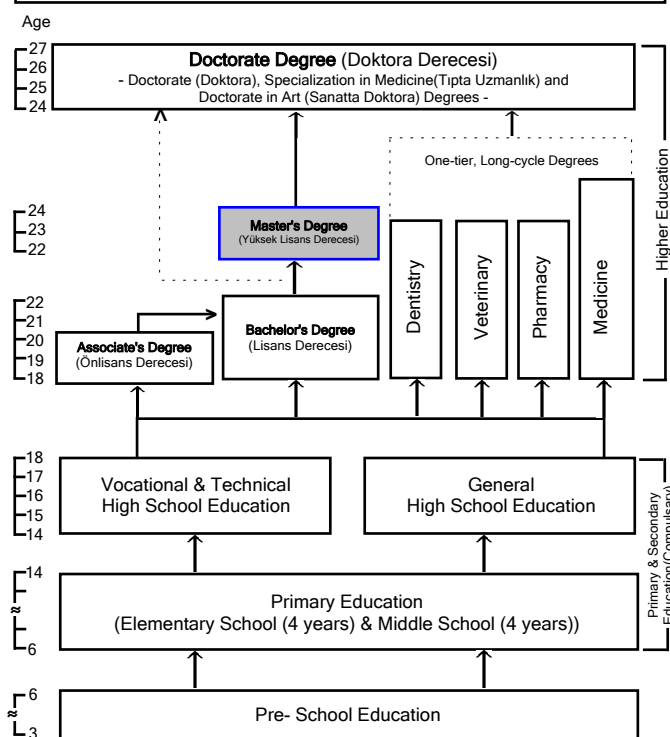 Age
27
26
25
24
Doctorate Degree (Doktora Derecesi)
- Doctorate (Doktora), Specialization in Medicine(Tıpta Uzmanlık) and
Doctorate in Art (Sanatta Doktora) Degrees -
One-tier, Long-cycle Degrees
Higher Education
24
23
22
Master's Degree
(Yüksek Lisans Derecesi)
Dentistry
Veterinary
Pharmacy
Medicine
22
21
20
19
18
Bachelor's Degree
(Lisans Derecesi)
Associate's Degree
(Önlisans Derecesi)
18
17
16
15
14
Vocational & Technical
High School Education
General
High School Education
Primary & Secondary
Education(Compulsary)
14
≈
6
Primary Education
(Elementary School (4 years) & Middle School (4 years))
6
≈
3
Pre- School Education